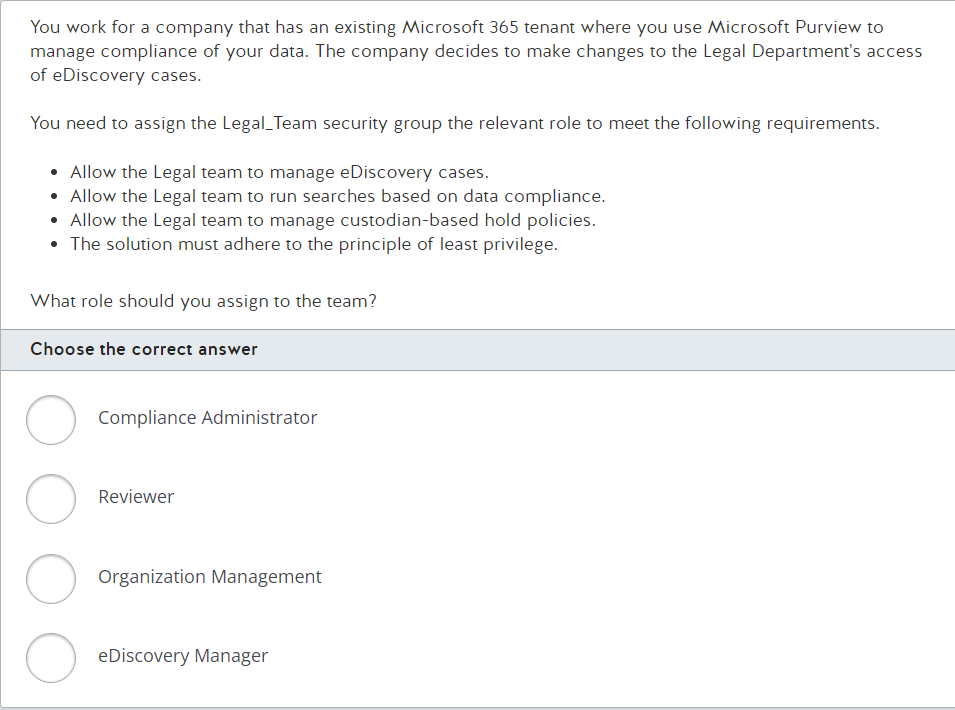 You work for a company that has an existing Microsoft 365 tenant where you use Microsoft Purview to
manage compliance of your data. The company decides to make changes to the Legal Department's access
of eDiscovery cases.
You need to assign the Legal_Team security group the relevant role to meet the following requirements.
• Allow the Legal team to manage eDiscovery cases.
• Allow the Legal team to run searches based on data compliance.
• Allow the Legal team to manage custodian-based hold policies.
• The solution must adhere to the principle of least privilege.
What role should you assign to the team?
Choose the correct answer
Compliance Administrator
Reviewer
Organization Management
eDiscovery Manager